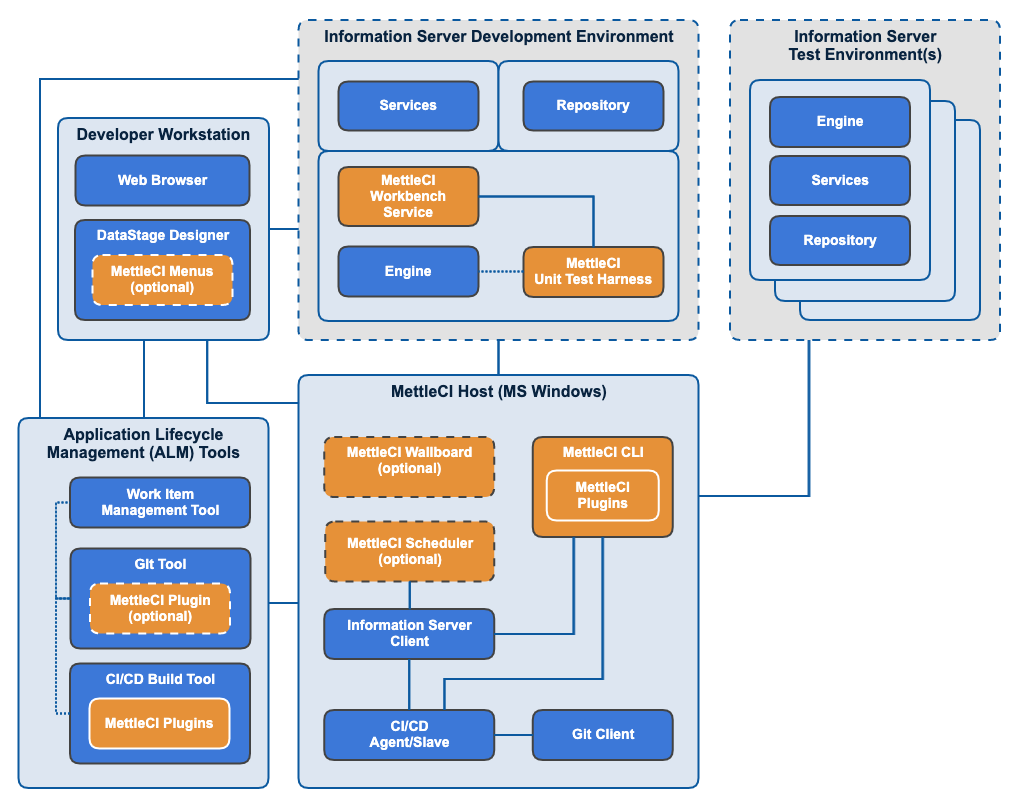 Information Server Development Environment
Services
Repository
MettleCI
Workbench
Service
Engine
MettleCI
Unit Test Harness
Information Server
Test Environment(s)
Engine
Services
Repository
Developer Workstation
Web Browser
DataStage Designer
MettleCI Menus
(optional)
Application Lifecycle
Management (ALM) Tools
Work Item
Management Tool
Git Tool
MettleCI Plugin
(optional)
CI/CD Build Tool
MettleCI Plugins
MettleCI Host (MS Windows)
MettleCI Wallboard
(optional)
MettleCI CLI
MettleCI
Plugins
MettleCI Scheduler
(optional)
Information Server
Client
CI/CD
Agent/Slave
Git Client